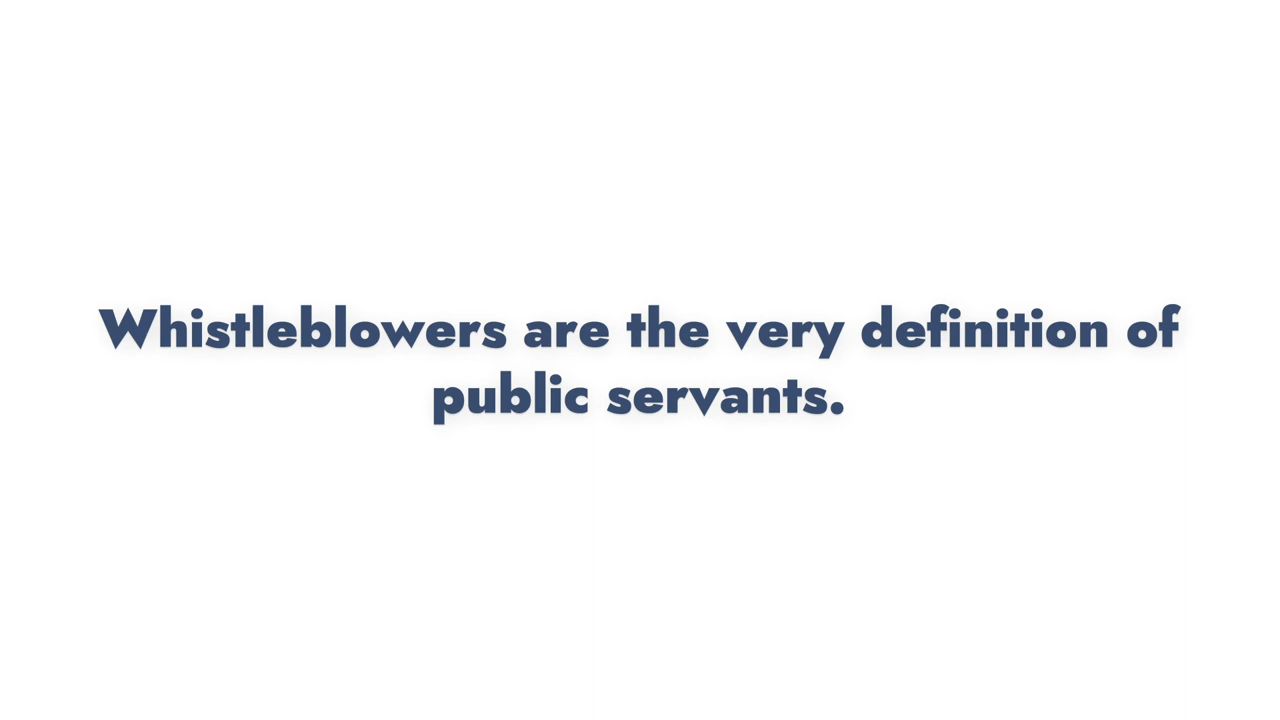 Whistleblowers are the very definition of
public servants.